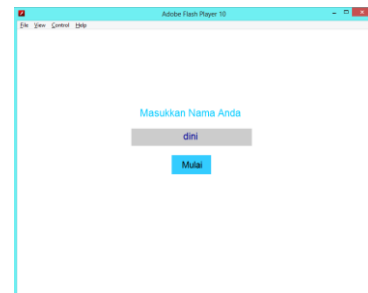 Adobe Flash Player 10
File View Control Help
Masukkan Nama Anda
dini
Mulai